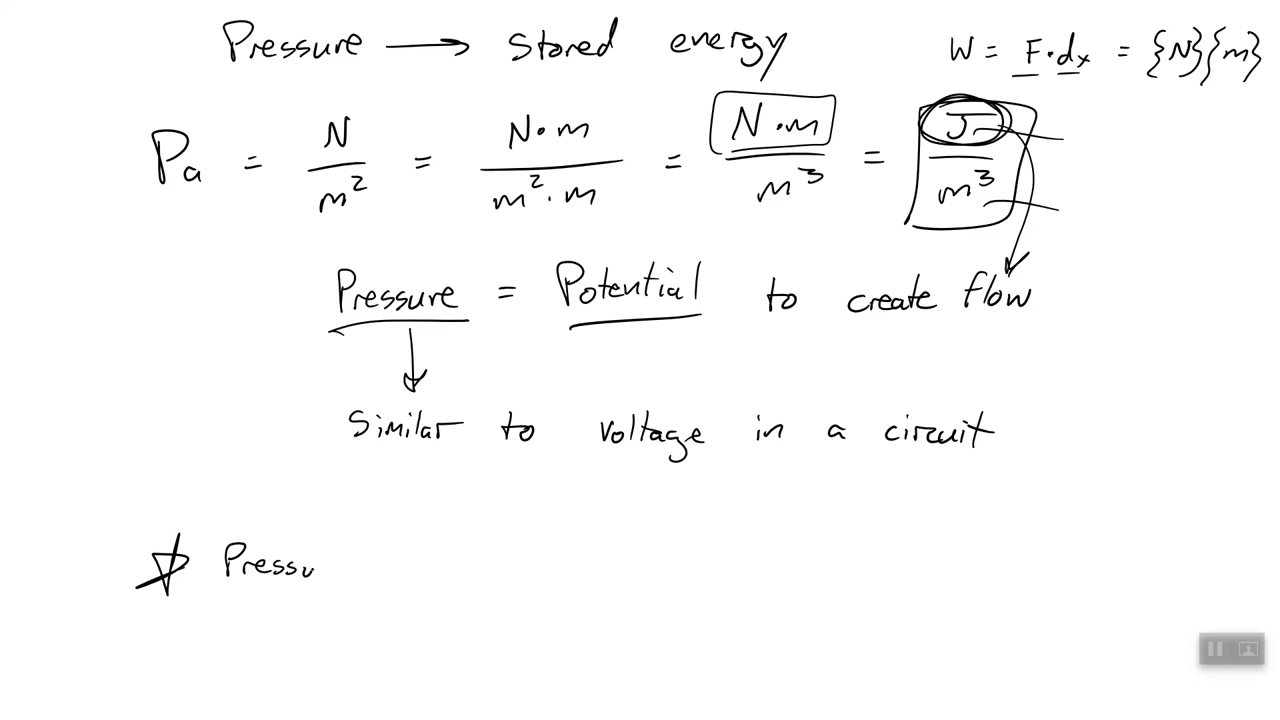 Pressure → stored energy
W = F · dx = {N}{m}
Pa = N/m² = N·m/m²·m = N·m/m³ = J/m³
Pressure = Potential to create flow
Similar to voltage in a circuit
Pressu